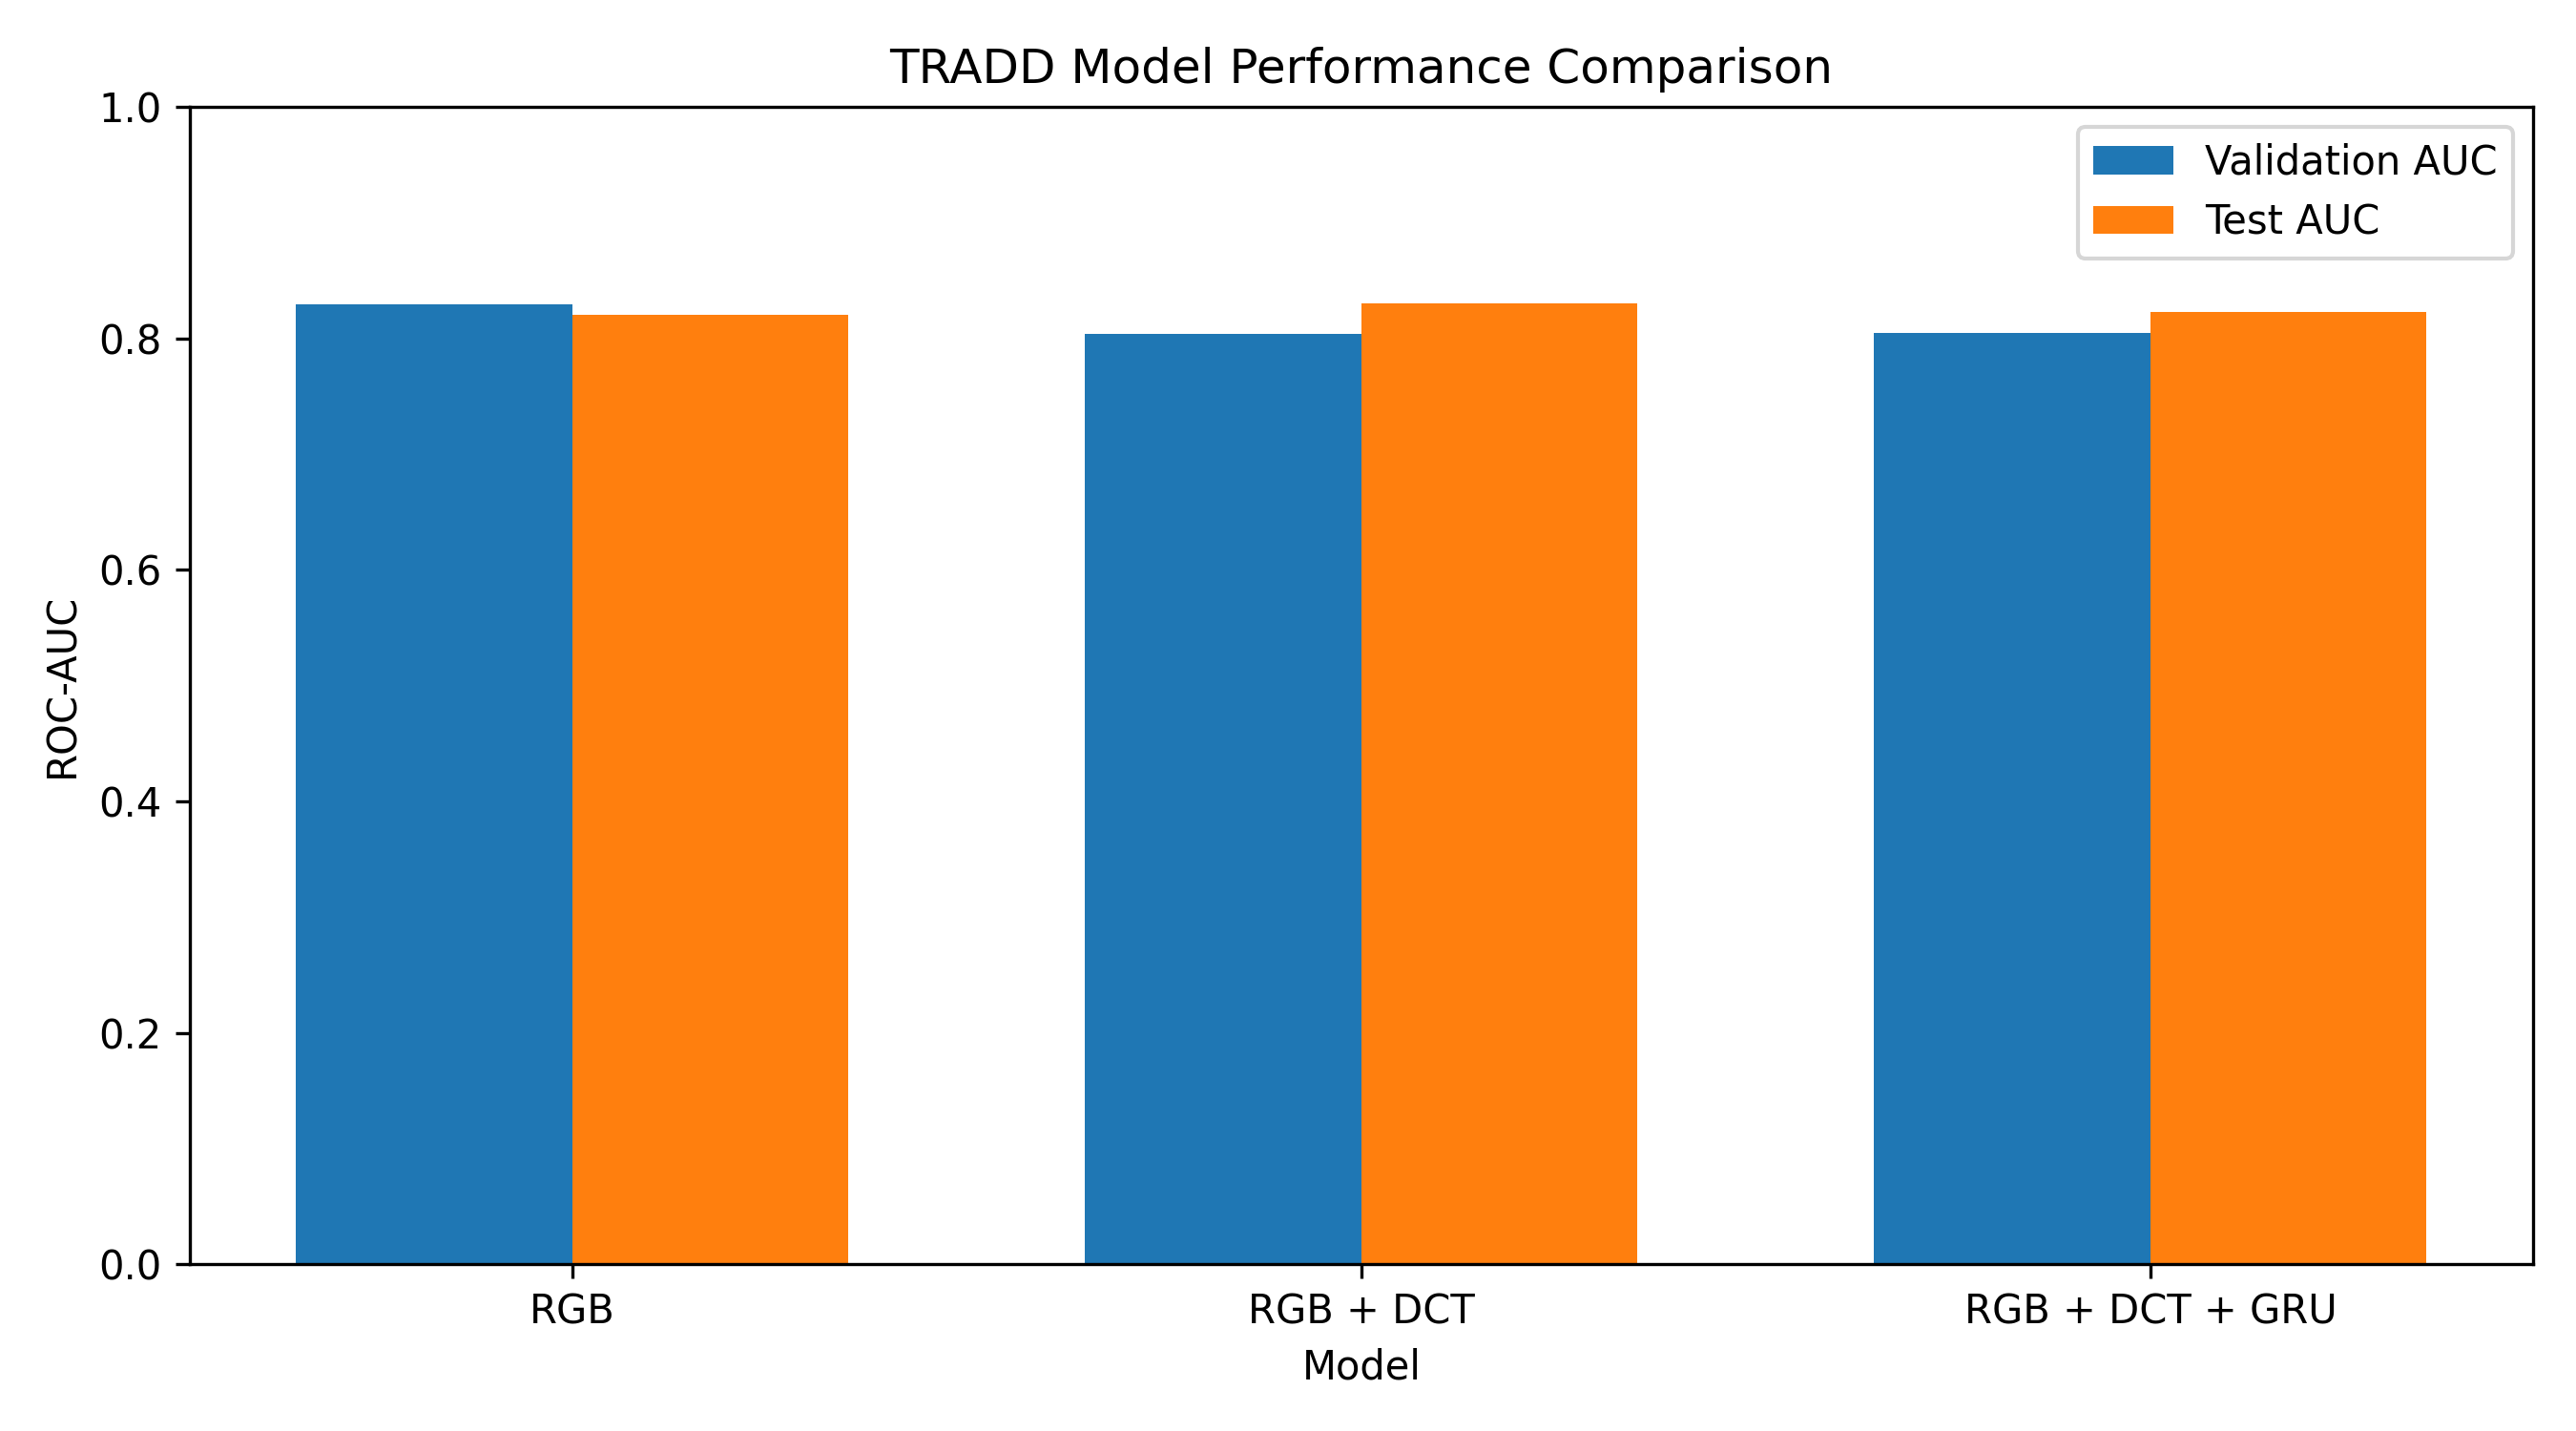 TRADD Model Performance Comparison
Validation AUC
Test AUC
ROC-AUC
1.0
0.8
0.6
0.4
0.2
0.0
RGB
RGB + DCT
RGB + DCT + GRU
Model